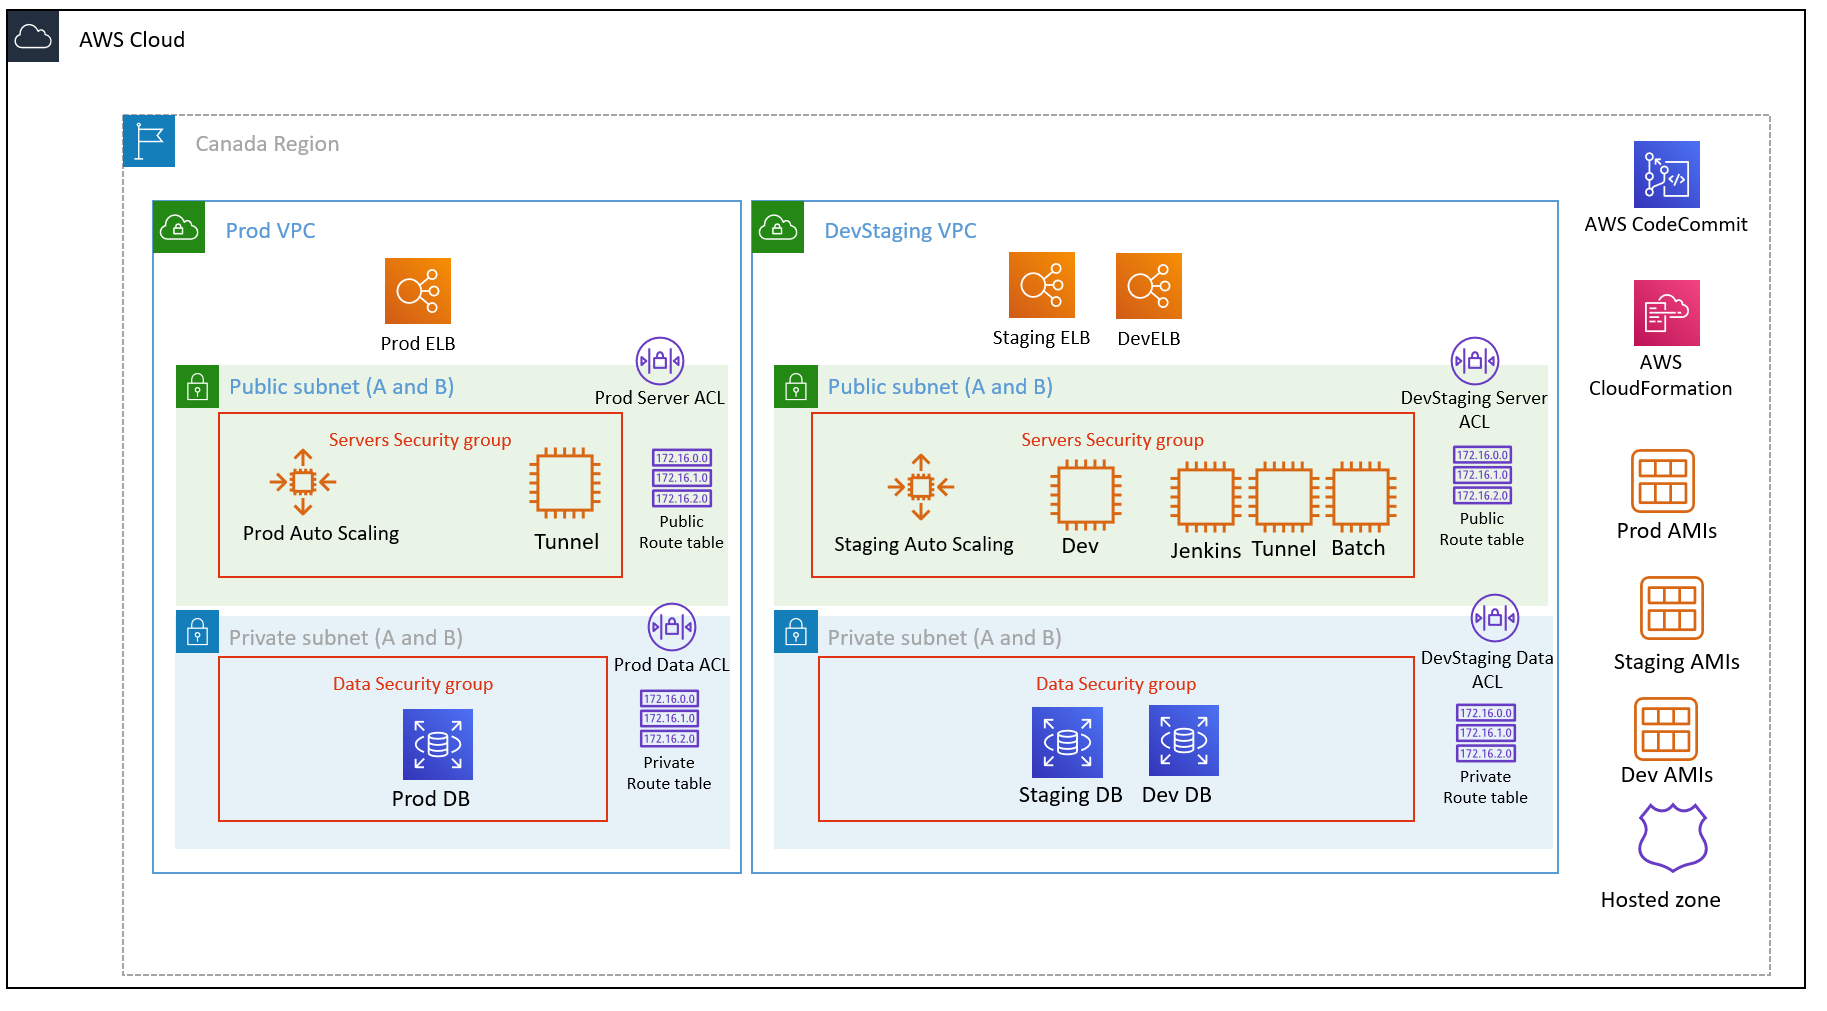 AWS Cloud
Canada Region
Prod VPC
Prod ELB
Public subnet (A and B)
Prod Server ACL
Servers Security group
Prod Auto Scaling
Tunnel
172.16.0.0
172.16.1.0
172.16.2.0
Public
Route table
Private subnet (A and B)
Prod Data ACL
Data Security group
Prod DB
172.16.0.0
172.16.1.0
172.16.2.0
Private
Route table
DevStaging VPC
Staging ELB
DevELB
Public subnet (A and B)
DevStaging Server
ACL
Servers Security group
Staging Auto Scaling
Dev
Jenkins
Tunnel
Batch
172.16.0.0
172.16.1.0
172.16.2.0
Public
Route table
Private subnet (A and B)
DevStaging Data
ACL
Data Security group
Staging DB
Dev DB
172.16.0.0
172.16.1.0
172.16.2.0
Private
Route table
AWS CodeCommit
AWS
CloudFormation
Prod AMIs
Staging AMIs
Dev AMIs
Hosted zone